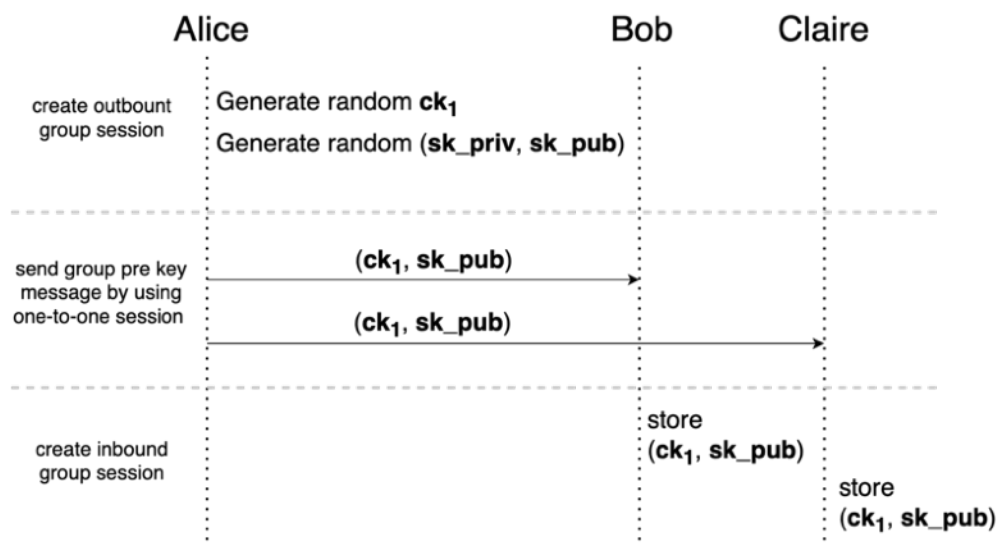 Alice
Bob
Claire
create outbount
group session
Generate random ck₁
Generate random (sk_priv, sk_pub)
send group pre key
message by using
one-to-one session
(ck₁, sk_pub)
(ck₁, sk_pub)
create inbound
group session
store
(ck₁, sk_pub)
store
(ck₁, sk_pub)